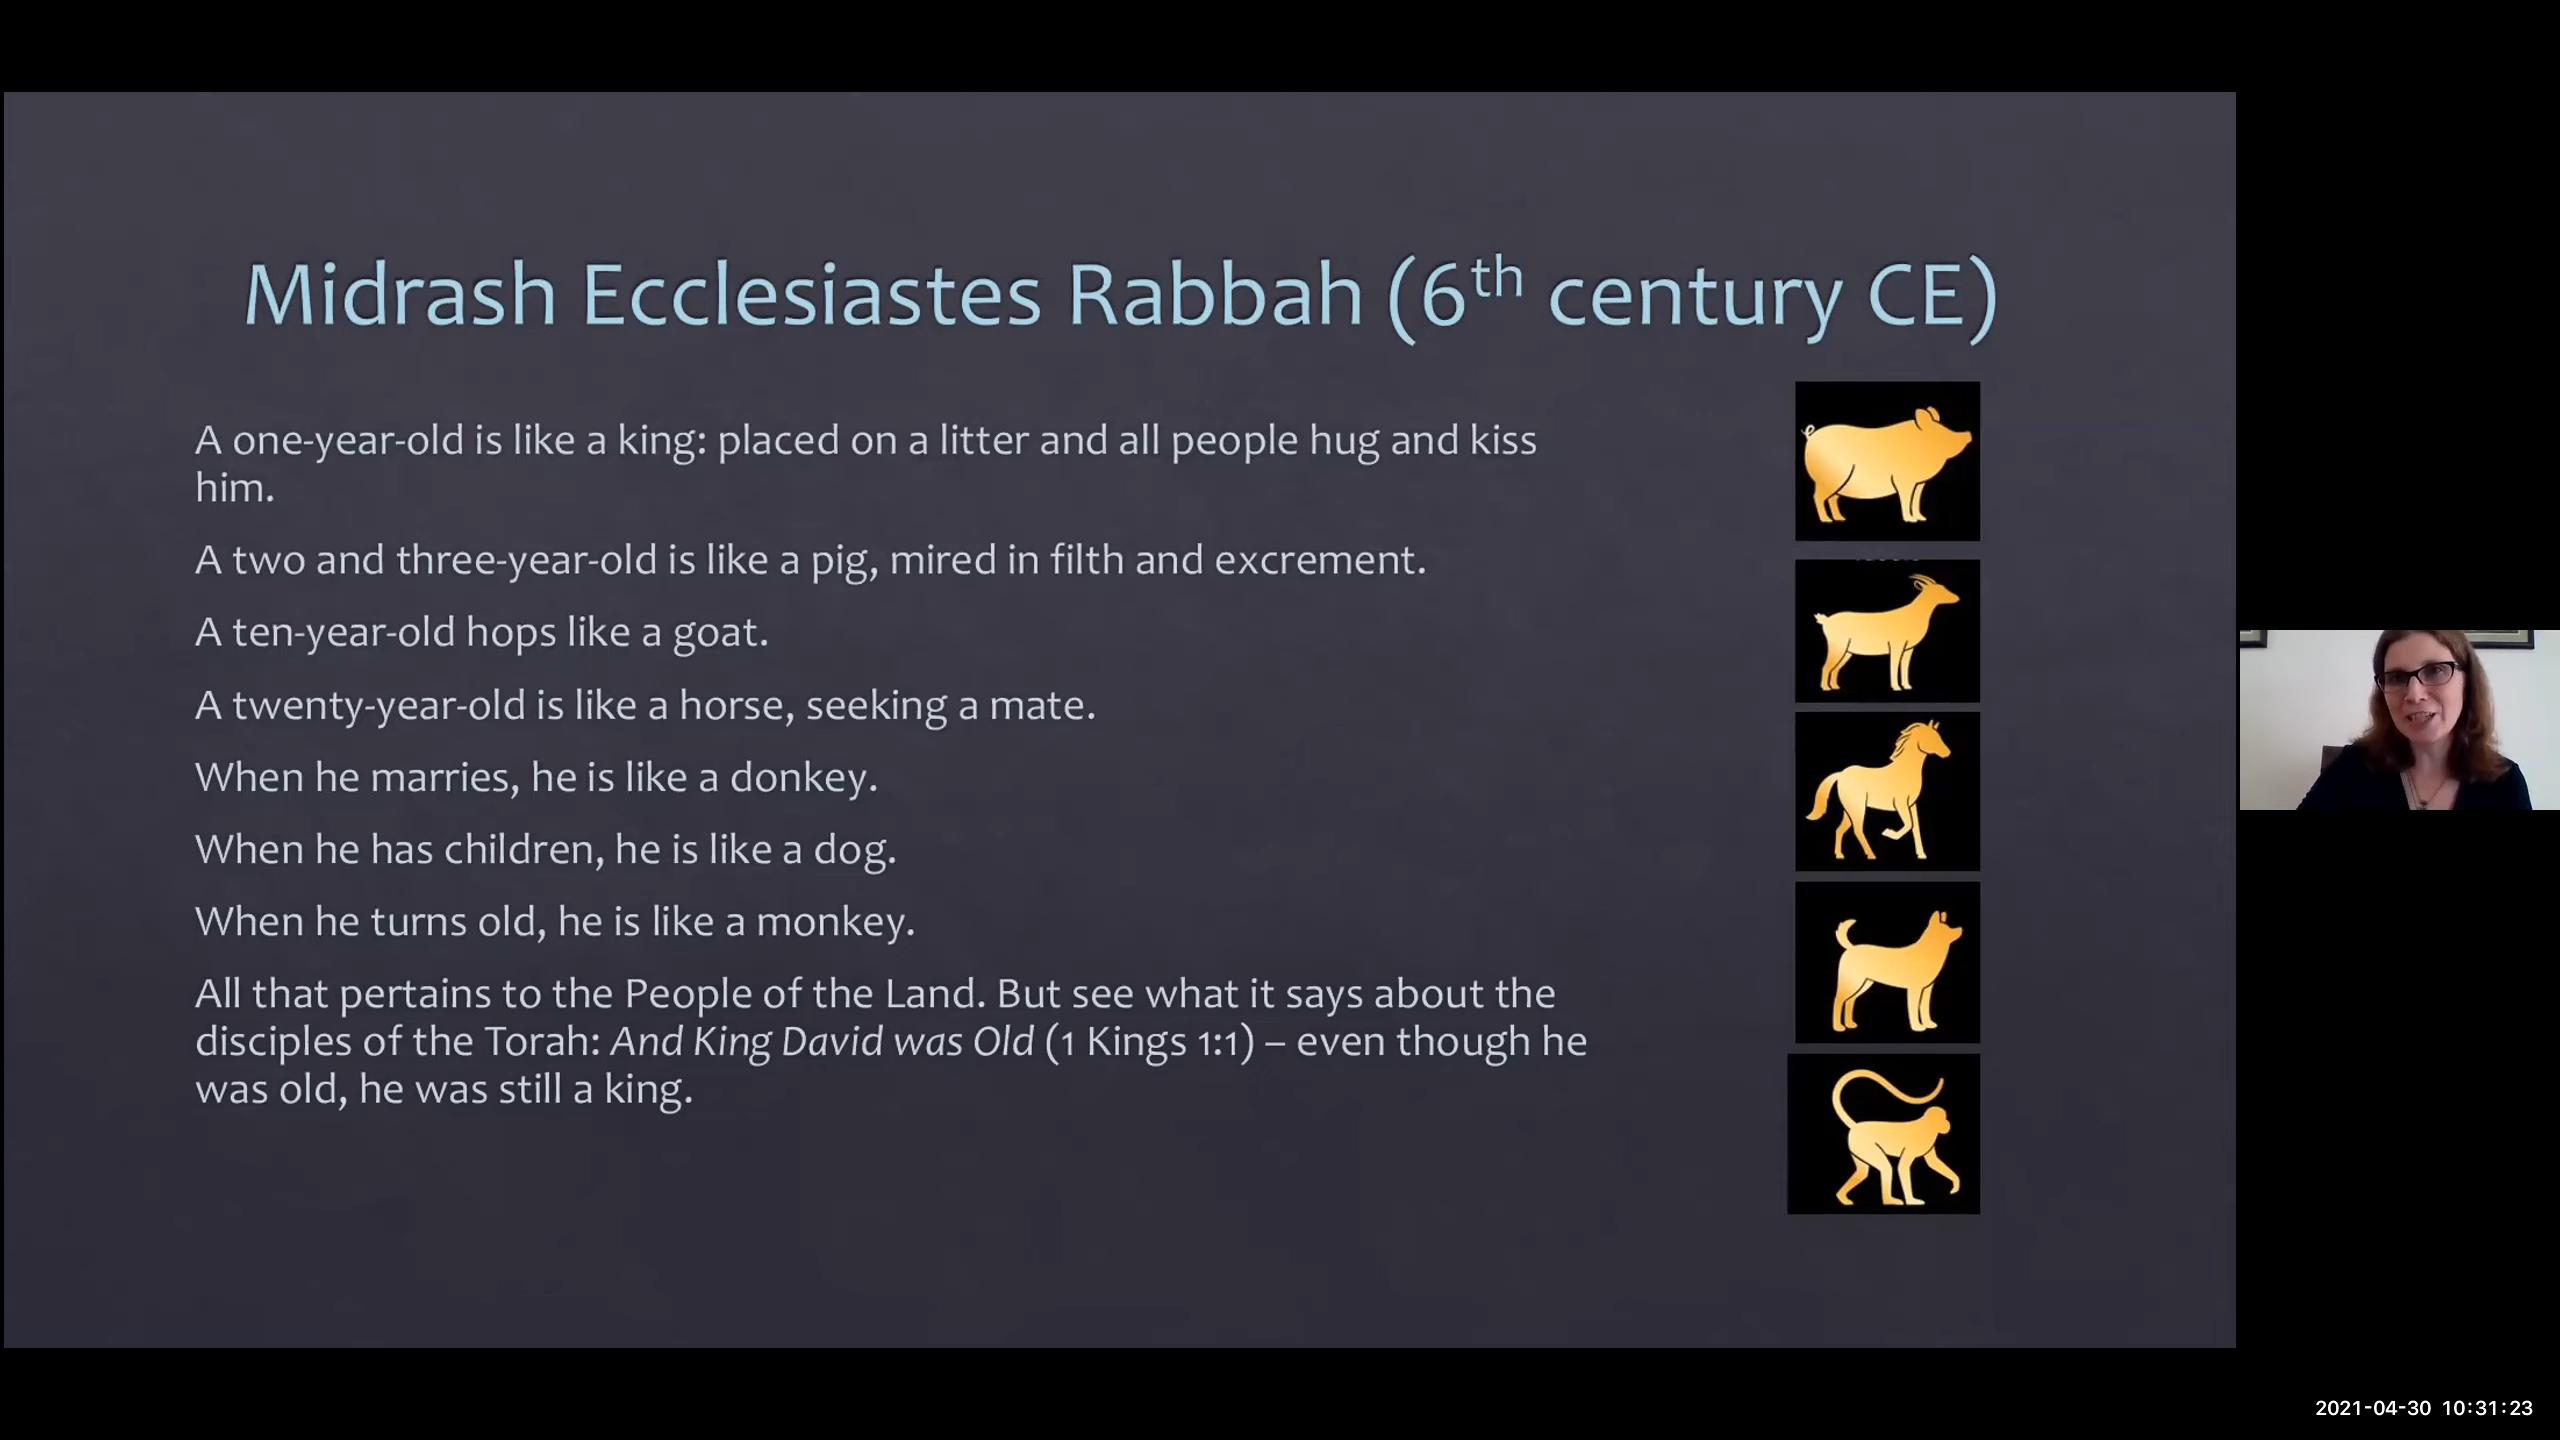 Midrash Ecclesiastes Rabbah (6th century CE)
A one-year-old is like a king: placed on a litter and all people hug and kiss
him.
A two and three-year-old is like a pig, mired in filth and excrement.
A ten-year-old hops like a goat.
A twenty-year-old is like a horse, seeking a mate.
When he marries, he is like a donkey.
When he has children, he is like a dog.
When he turns old, he is like a monkey.
All that pertains to the People of the Land. But see what it says about the
disciples of the Torah: And King David was Old (1 Kings 1:1) – even though he
was old, he was still a king.
2021-04-30 10:31:23